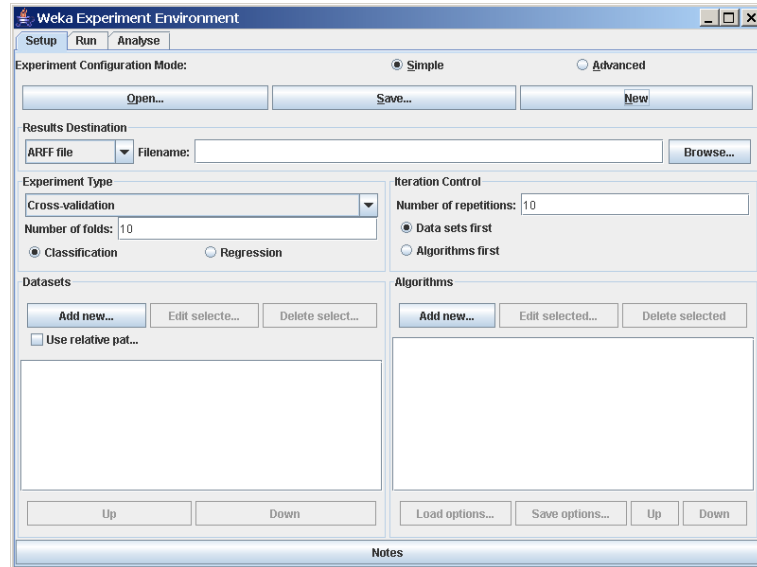 Weka Experiment Environment
Setup Run Analyse
Experiment Configuration Mode: Simple Advanced
Open... Save... New
Results Destination
ARFF file Filename: Browse...
Experiment Type Iteration Control
Cross-validation Number of repetitions: 10
Number of folds: 10 Data sets first
Classification Regression Algorithms first
Datasets Algorithms
Add new... Edit selecte... Delete select... Add new... Edit selected... Delete selected
Use relative pat...
Up Down Load options... Save options... Up Down
Notes